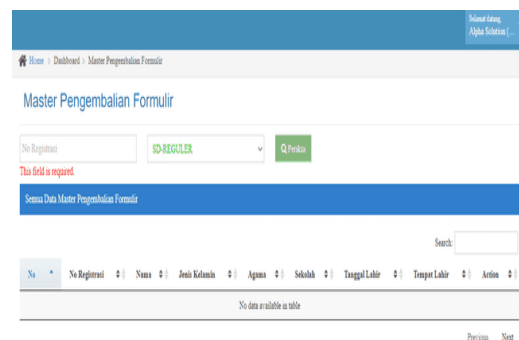 Selamat datang,
Alpha Solution (...
Home > Dashboard > Master Pengembalian Formulir
Master Pengembalian Formulir
No Registrasi SD-REGULER Periksa
This field is required.
Semua Data Master Pengembalian Formulir
Search:
No No Registrasi Nama Jenis Kelamin Agama Sekolah Tanggal Lahir Tempat Lahir Action
No data available in table
Previous Next